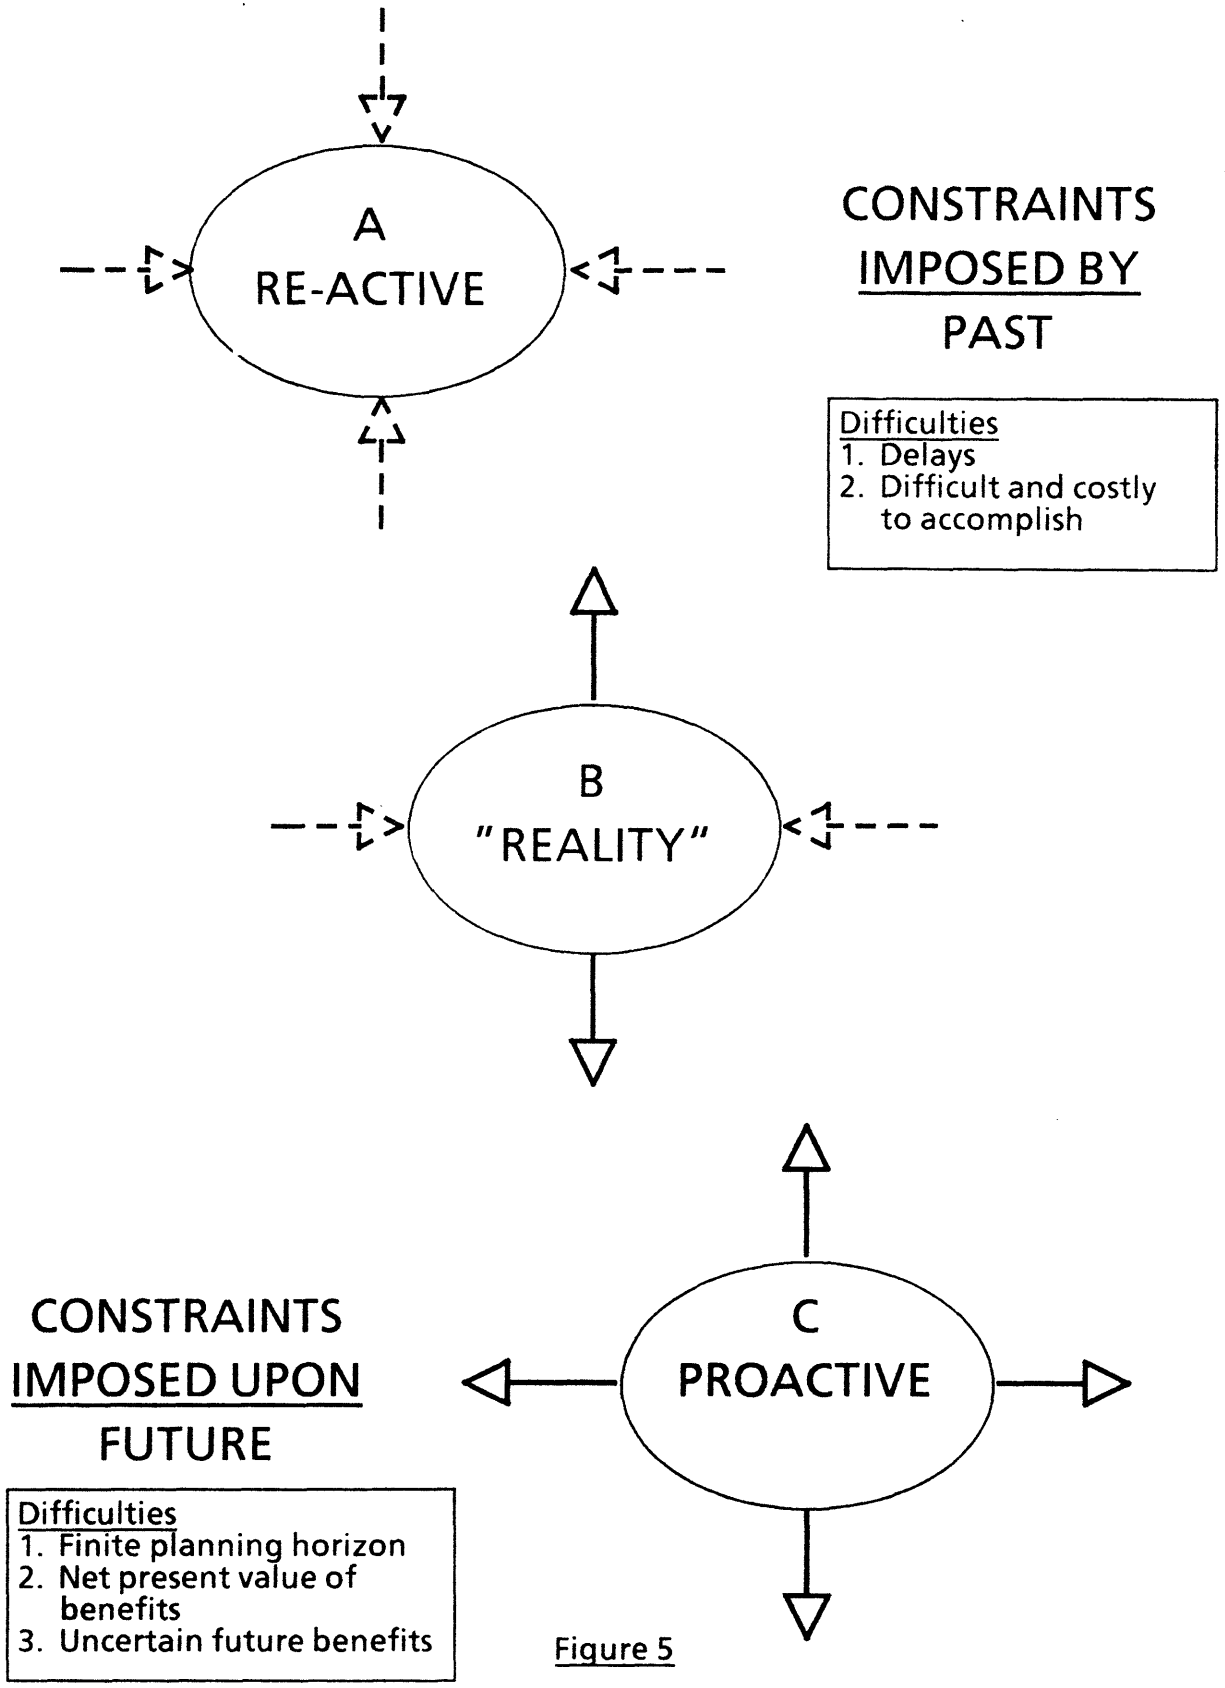 A
RE-ACTIVE
CONSTRAINTS
IMPOSED BY
PAST
Difficulties
1. Delays
2. Difficult and costly
to accomplish
B
"REALITY"
C
PROACTIVE
CONSTRAINTS
IMPOSED UPON
FUTURE
Difficulties
1. Finite planning horizon
2. Net present value of
benefits
3. Uncertain future benefits
Figure 5